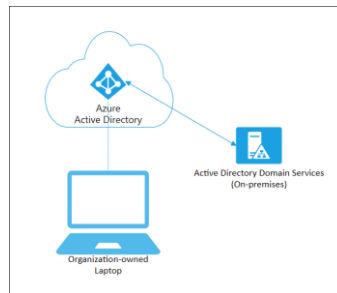 Azure
Active Directory
Active Directory Domain Services
(On-premises)
Organization-owned
Laptop